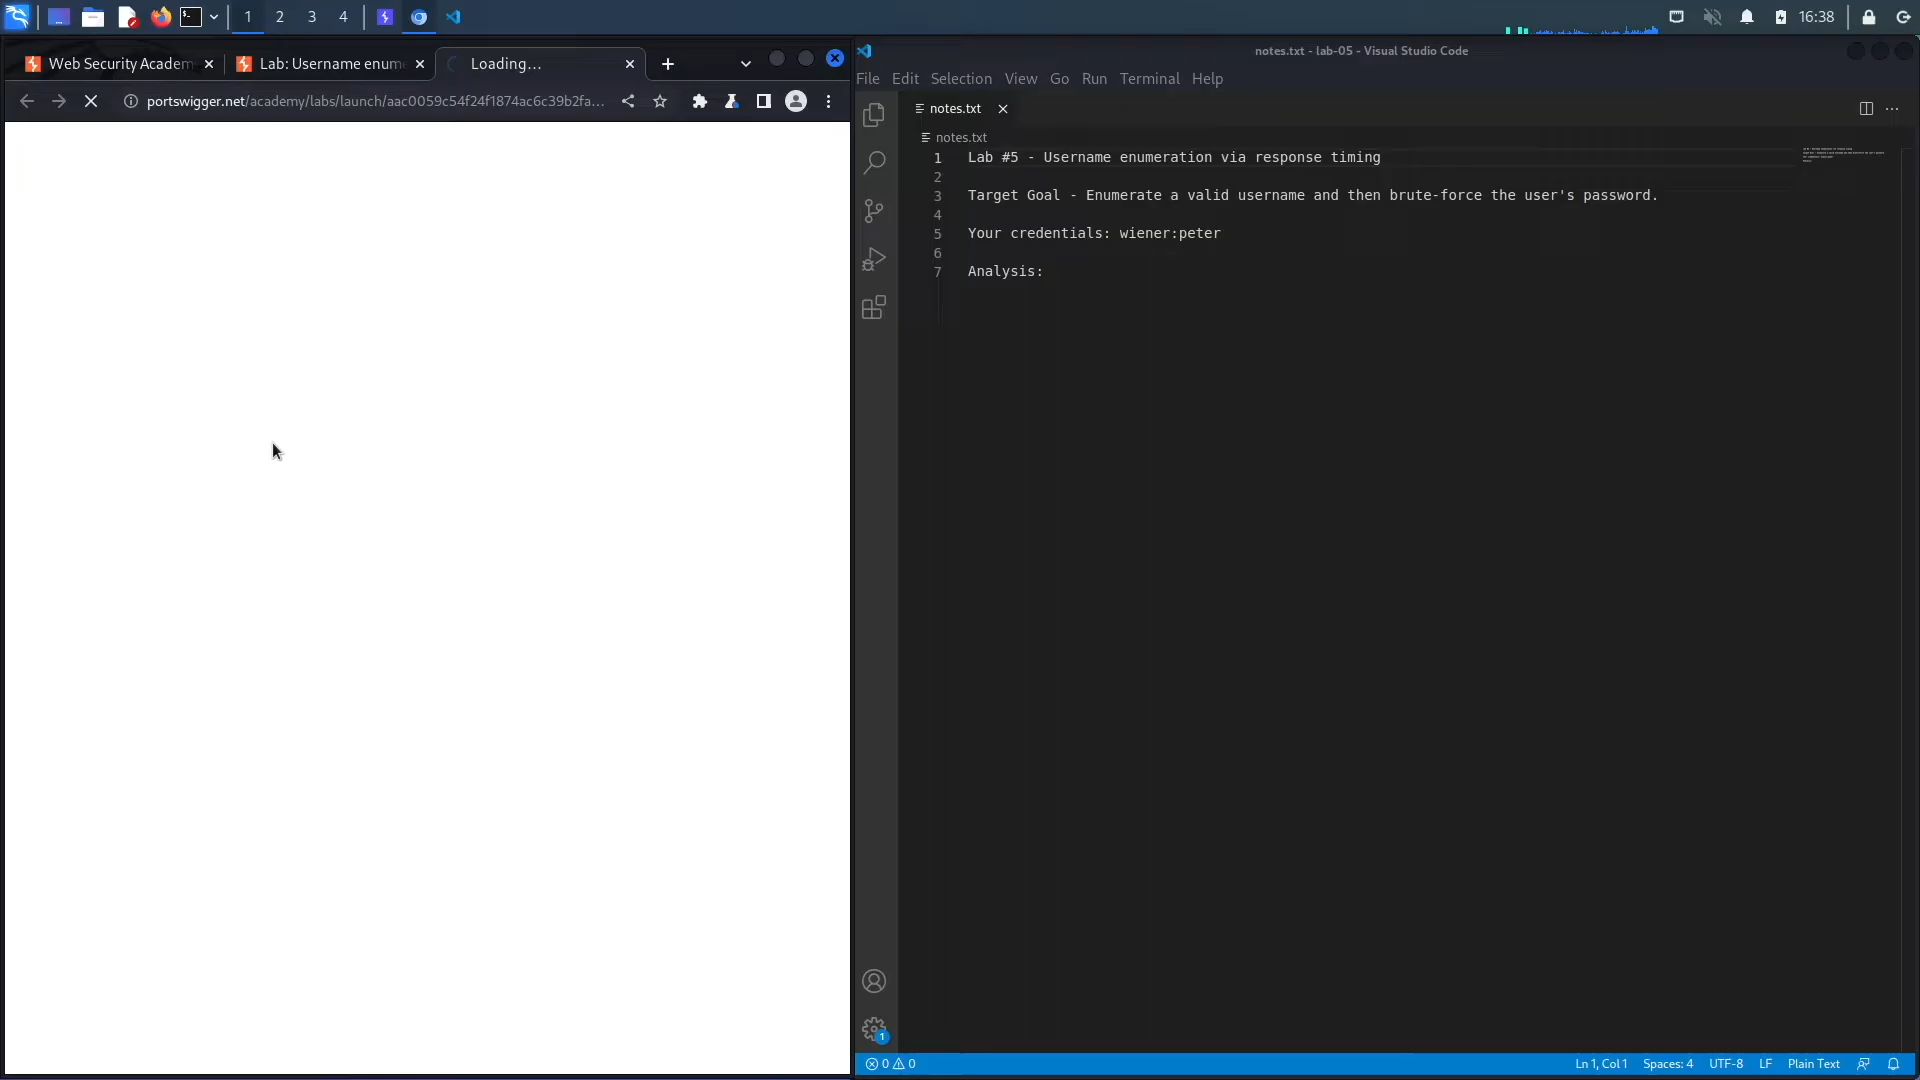 1 2 3 4
16:38
Web Security Academ
Lab: Username enume
Loading...
portswigger.net/academy/labs/launch/aac0059c54f24f1874ac6c39b2fa...
notes.txt - lab-05 - Visual Studio Code
File Edit Selection View Go Run Terminal Help
notes.txt
notes.txt
1 Lab #5 - Username enumeration via response timing
2
3 Target Goal - Enumerate a valid username and then brute-force the user's password.
4
5 Your credentials: wiener:peter
6
7 Analysis:
1
0 0
Ln 1, Col 1 Spaces: 4 UTF-8 LF Plain Text